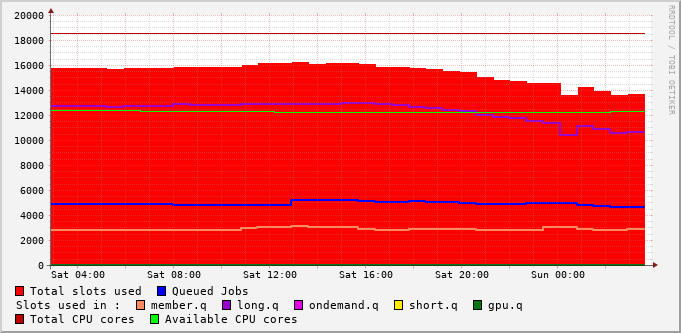 RRDTOOL / TOBI OETIKER
20000
18000
16000
14000
12000
10000
8000
6000
4000
2000
0
Sat 04:00 Sat 08:00 Sat 12:00 Sat 16:00 Sat 20:00 Sun 00:00
Total slots used Queued Jobs
Slots used in : member.q long.q ondemand.q short.q gpu.q
Total CPU cores Available CPU cores